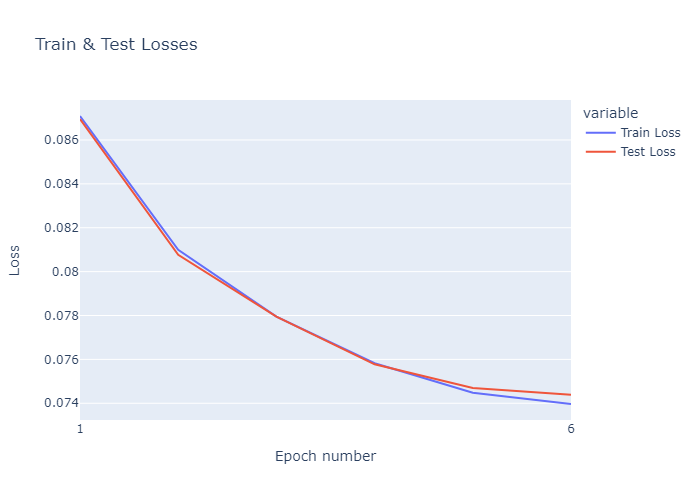 Train & Test Losses
variable
Train Loss
Test Loss
0.086
0.084
0.082
0.08
0.078
0.076
0.074
Loss
1
6
Epoch number